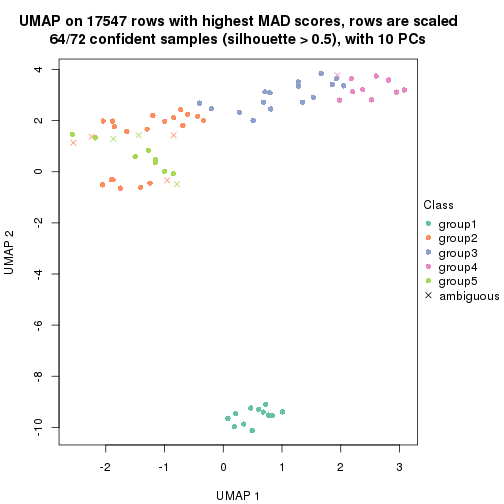 UMAP on 17547 rows with highest MAD scores, rows are scaled
64/72 confident samples (silhouette > 0.5), with 10 PCs
4
2
0
-2
-4
-6
-8
-10
UMAP 2
-2
-1
0
1
2
3
UMAP 1
Class
group1
group2
group3
group4
group5
ambiguous